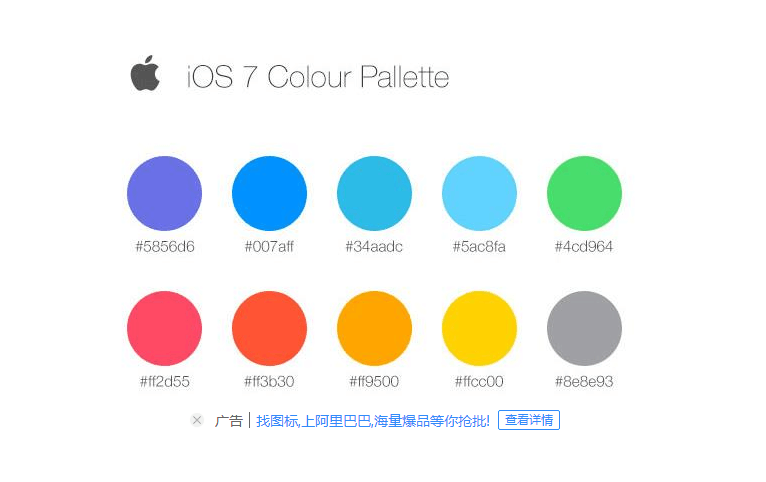 iOS 7 Colour Pallette
#5856d6 #007aff #34aadc #5ac8fa #4cd964
#ff2d55 #ff3b30 #ff9500 #ffcc00 #8e8e93
广告 | 找图标,上阿里巴巴,海量爆品等你抢批! 查看详情